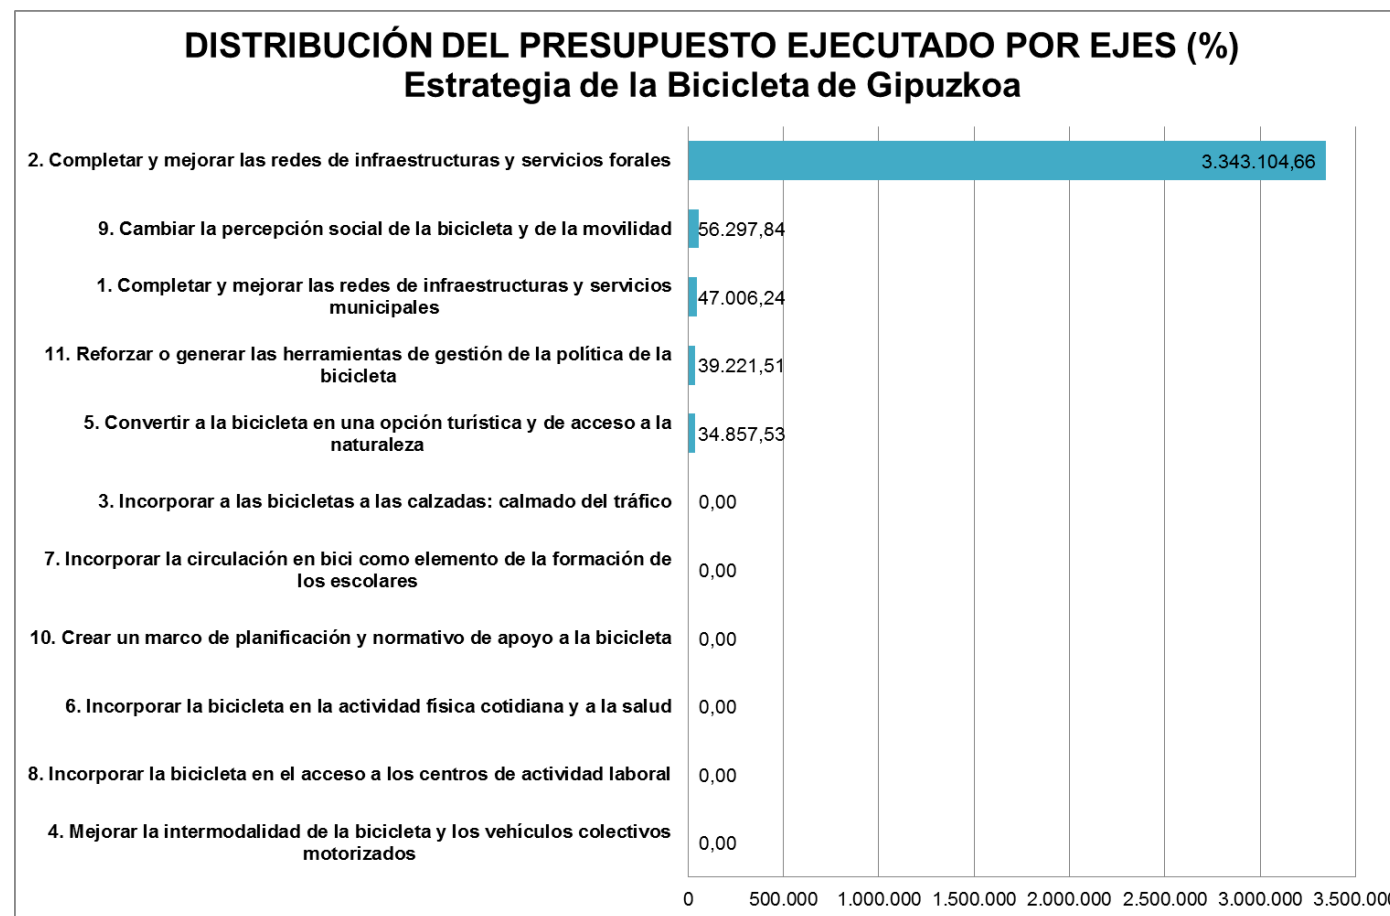 DISTRIBUCIÓN DEL PRESUPUESTO EJECUTADO POR EJES (%)
Estrategia de la Bicicleta de Gipuzkoa
2. Completar y mejorar las redes de infraestructuras y servicios forales
3.343.104,66
9. Cambiar la percepción social de la bicicleta y de la movilidad
56.297,84
1. Completar y mejorar las redes de infraestructuras y servicios
municipales
47.006,24
11. Reforzar o generar las herramientas de gestión de la política de la
bicicleta
39.221,51
5. Convertir a la bicicleta en una opción turística y de acceso a la
naturaleza
34.857,53
3. Incorporar a las bicicletas a las calzadas: calmado del tráfico
0,00
7. Incorporar la circulación en bici como elemento de la formación de
los escolares
0,00
10. Crear un marco de planificación y normativo de apoyo a la bicicleta
0,00
6. Incorporar la bicicleta en la actividad física cotidiana y a la salud
0,00
8. Incorporar la bicicleta en el acceso a los centros de actividad laboral
0,00
4. Mejorar la intermodalidad de la bicicleta y los vehículos colectivos
motorizados
0,00
0 500.000 1.000.000 1.500.000 2.000.000 2.500.000 3.000.000 3.500.000